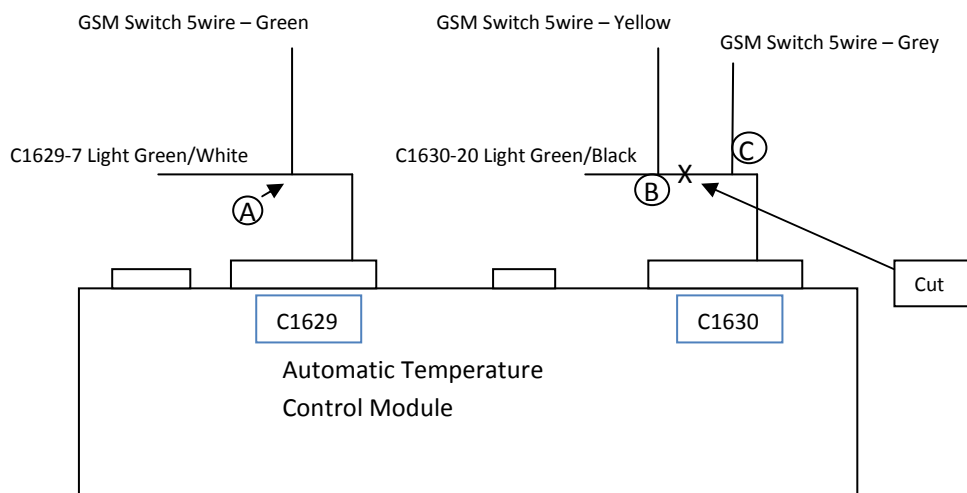 GSM Switch 5wire – Green
GSM Switch 5wire – Yellow
GSM Switch 5wire – Grey
C1629-7 Light Green/White
C1630-20 Light Green/Black
C
X
A
B
Cut
C1629
C1630
Automatic Temperature
Control Module